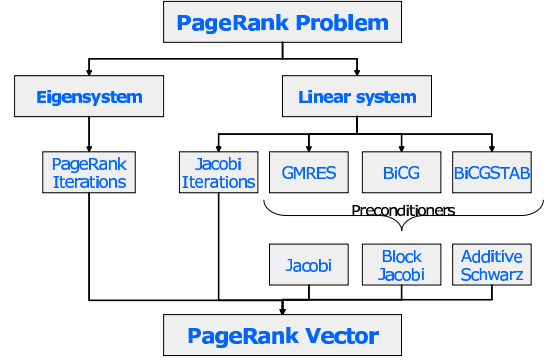 PageRank Problem
Eigensystem
Linear system
PageRank
Iterations
Jacobi
Iterations
GMRES
BiCG
BiCGSTAB
Preconditioners
Jacobi
Block
Jacobi
Additive
Schwarz
PageRank Vector